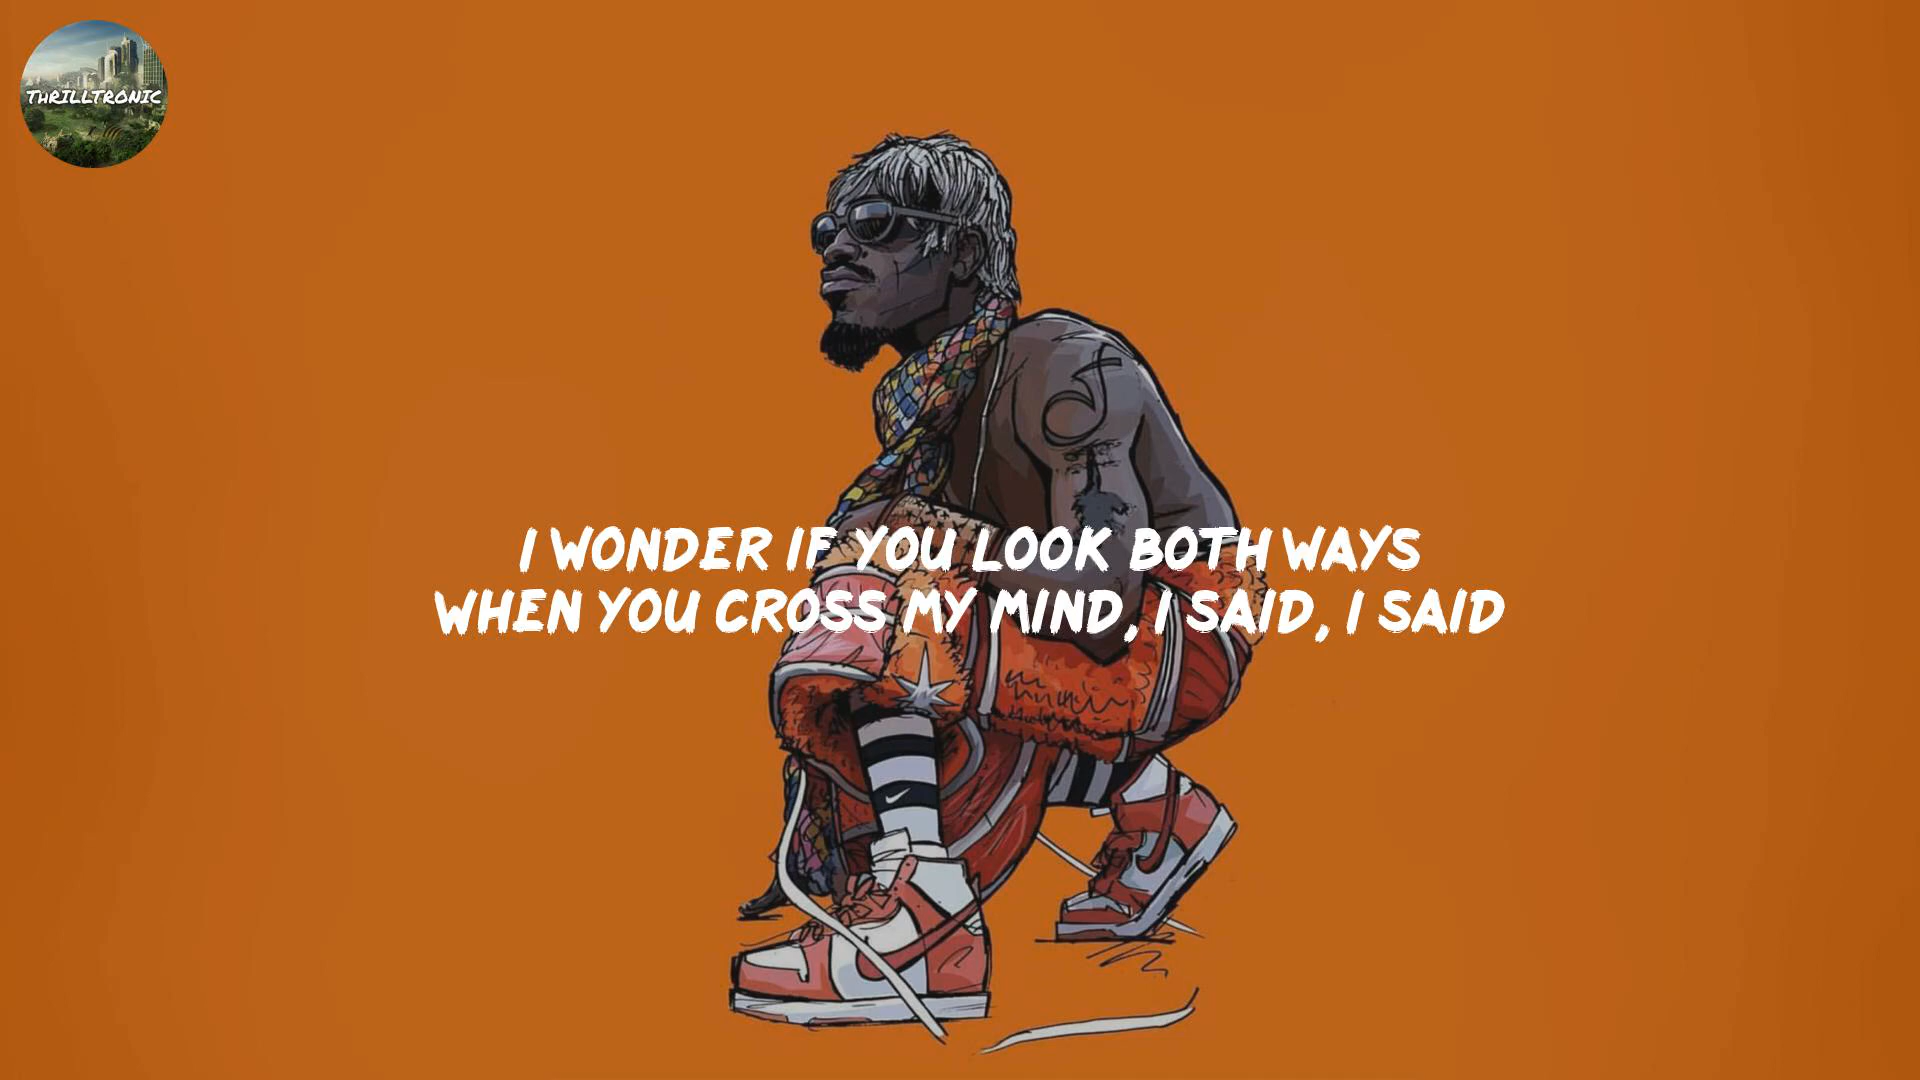 THRILLTRONIC
I WONDER IF YOU LOOK BOTH WAYS
WHEN YOU CROSS MY MIND, I SAID, I SAID